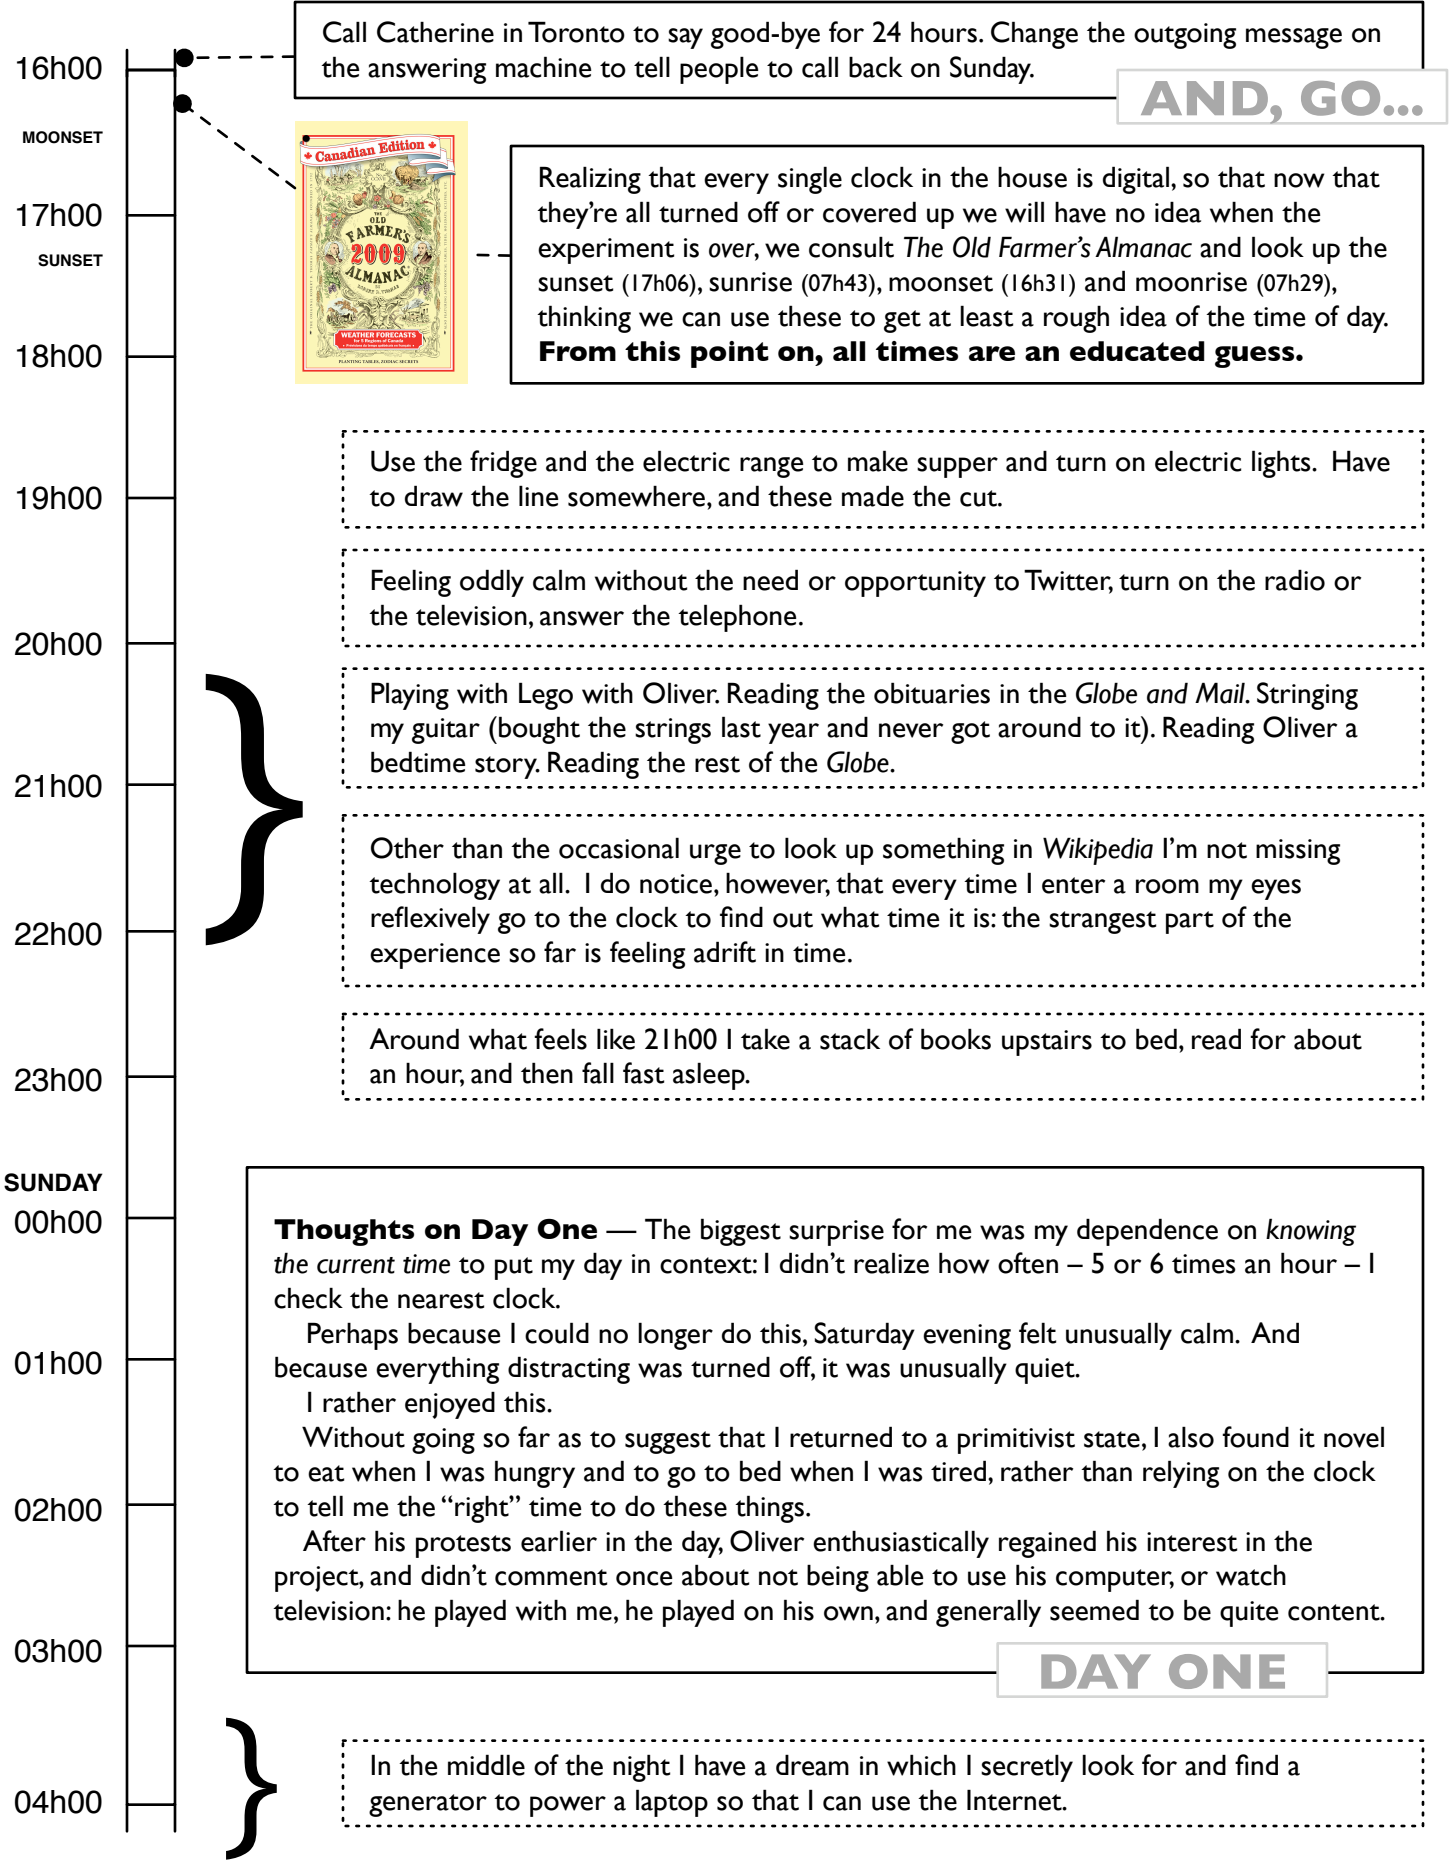 16h00
MOONSET
17h00
SUNSET
18h00
19h00
20h00
21h00
22h00
23h00
SUNDAY
00h00
01h00
02h00
03h00
04h00
Call Catherine in Toronto to say good-bye for 24 hours. Change the outgoing message on
the answering machine to tell people to call back on Sunday.
AND, GO...
Canadian Edition
THE
OLD
FARMER'S
2009
ALMANAC
BY
ROBERT B. THOMAS
WEATHER FORECASTS
for 5 Regions of Canada
PLANTING TABLES, ZODIAC SECRETS
Realizing that every single clock in the house is digital, so that now that
they’re all turned off or covered up we will have no idea when the
experiment is over, we consult The Old Farmer’s Almanac and look up the
sunset (17h06), sunrise (07h43), moonset (16h31) and moonrise (07h29),
thinking we can use these to get at least a rough idea of the time of day.
From this point on, all times are an educated guess.
Use the fridge and the electric range to make supper and turn on electric lights.  Have
to draw the line somewhere, and these made the cut.
Feeling oddly calm without the need or opportunity to Twitter, turn on the radio or
the television, answer the telephone.
Playing with Lego with Oliver. Reading the obituaries in the Globe and Mail. Stringing
my guitar (bought the strings last year and never got around to it). Reading Oliver a
bedtime story. Reading the rest of the Globe.
Other than the occasional urge to look up something in Wikipedia I’m not missing
technology at all.  I do notice, however, that every time I enter a room my eyes
reflexively go to the clock to find out what time it is: the strangest part of the
experience so far is feeling adrift in time.
Around what feels like 21h00 I take a stack of books upstairs to bed, read for about
an hour, and then fall fast asleep.
Thoughts on Day One — The biggest surprise for me was my dependence on knowing
the current time to put my day in context: I didn’t realize how often – 5 or 6 times an hour – I
check the nearest clock.
Perhaps because I could no longer do this, Saturday evening felt unusually calm.  And
because everything distracting was turned off, it was unusually quiet.
I rather enjoyed this.
Without going so far as to suggest that I returned to a primitivist state, I also found it novel
to eat when I was hungry and to go to bed when I was tired, rather than relying on the clock
to tell me the “right” time to do these things.
After his protests earlier in the day, Oliver enthusiastically regained his interest in the
project, and didn’t comment once about not being able to use his computer, or watch
television: he played with me, he played on his own, and generally seemed to be quite content.
DAY ONE
In the middle of the night I have a dream in which I secretly look for and find a
generator to power a laptop so that I can use the Internet.